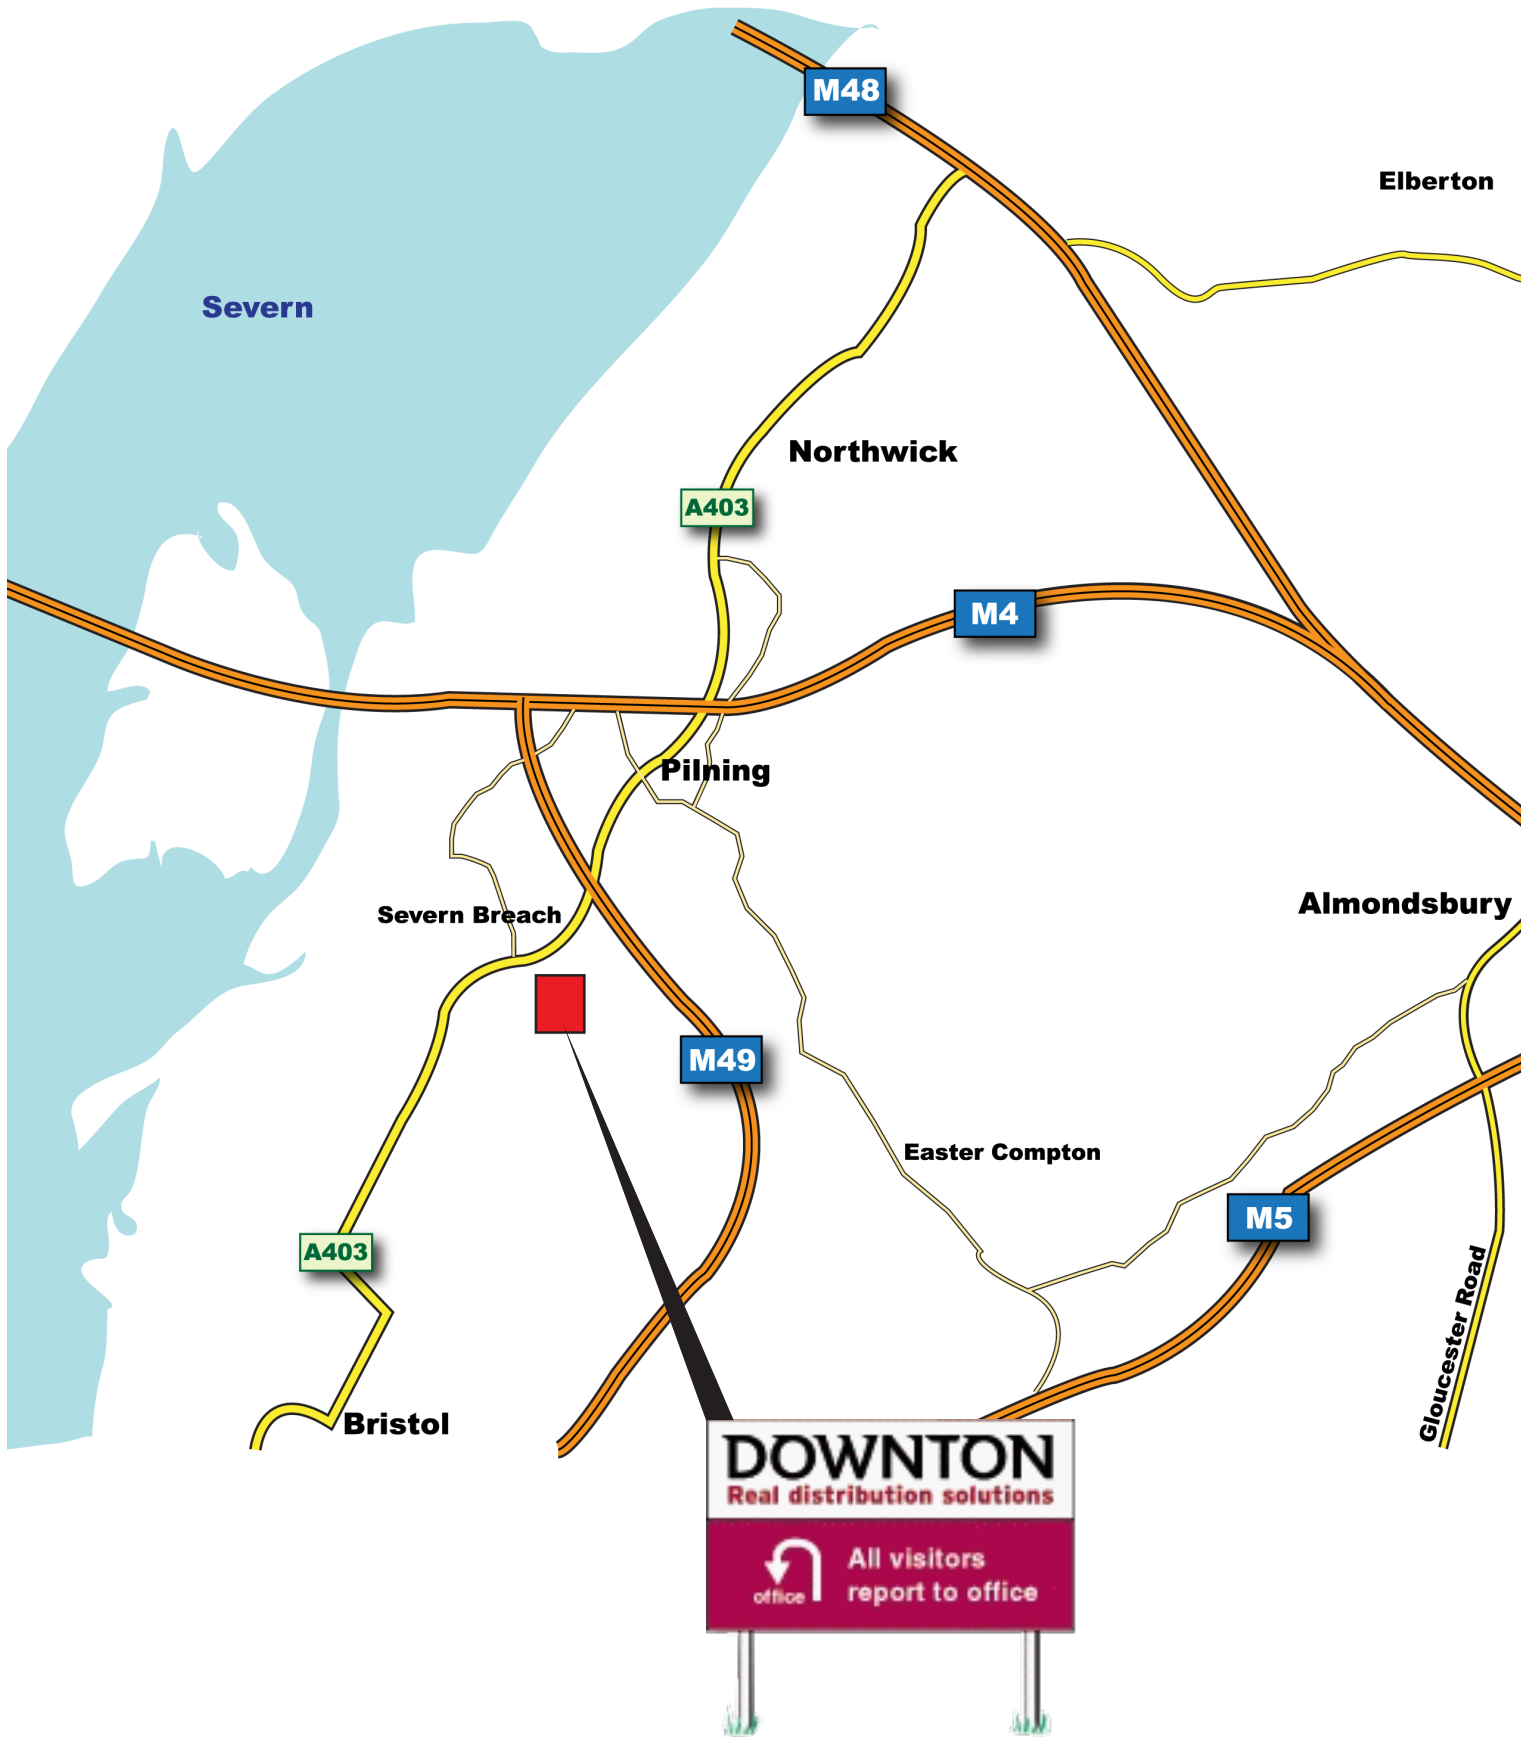 M48
Elberton
Severn
Northwick
A403
M4
Pilning
Almondsbury
Severn Breach
M49
Easter Compton
M5
A403
Gloucester Road
Bristol
DOWNTON
Real distribution solutions
All visitors
report to office
office